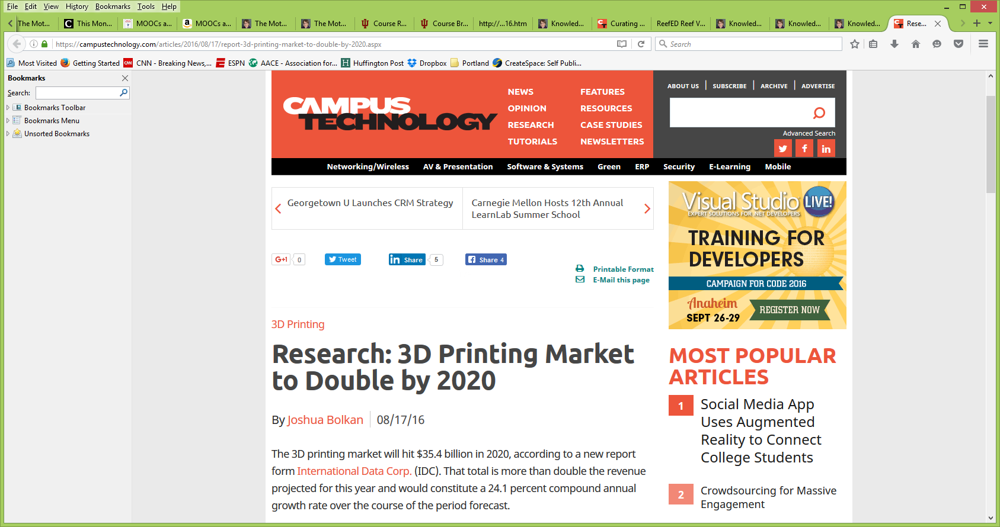 File Edit View History Bookmarks Tools Help
The Mot... This Mon... MOOCs a... MOOCs a... The Mot... The Mot... Course R... Course Br... http:/...16.htm Knowled... Curating ... ReefED Reef V... Knowled... Knowled... Knowled... Rese...
https://campustechnology.com/articles/2016/08/17/report-3d-printing-market-to-double-by-2020.aspx Search
Most Visited Getting Started CNN - Breaking News,... ESPN AACE - Association for... Huffington Post Dropbox Portland CreateSpace: Self Publi...
Bookmarks
Search:
Bookmarks Toolbar
Bookmarks Menu
Unsorted Bookmarks
CAMPUS
TECHNOLOGY
NEWS FEATURES
OPINION RESOURCES
RESEARCH CASE STUDIES
TUTORIALS NEWSLETTERS
ABOUT US SUBSCRIBE ARCHIVE ADVERTISE
Advanced Search
Networking/Wireless AV & Presentation Software & Systems Green ERP Security E-Learning Mobile
Georgetown U Launches CRM Strategy
Carnegie Mellon Hosts 12th Annual
LearnLab Summer School
G+1 0 Tweet in Share 5 Share 4
Printable Format
E-Mail this page
3D Printing
Research: 3D Printing Market
to Double by 2020
By Joshua Bolkan 08/17/16
The 3D printing market will hit $35.4 billion in 2020, according to a new report
form International Data Corp. (IDC). That total is more than double the revenue
projected for this year and would constitute a 24.1 percent compound annual
growth rate over the course of the period forecast.
Visual Studio LIVE!
EXPERT SOLUTIONS FOR .NET DEVELOPERS
TRAINING FOR
DEVELOPERS
CAMPAIGN FOR CODE 2016
Anaheim
SEPT 26-29
REGISTER NOW
MOST POPULAR
ARTICLES
1 Social Media App
Uses Augmented
Reality to Connect
College Students
2 Crowdsourcing for Massive
Engagement